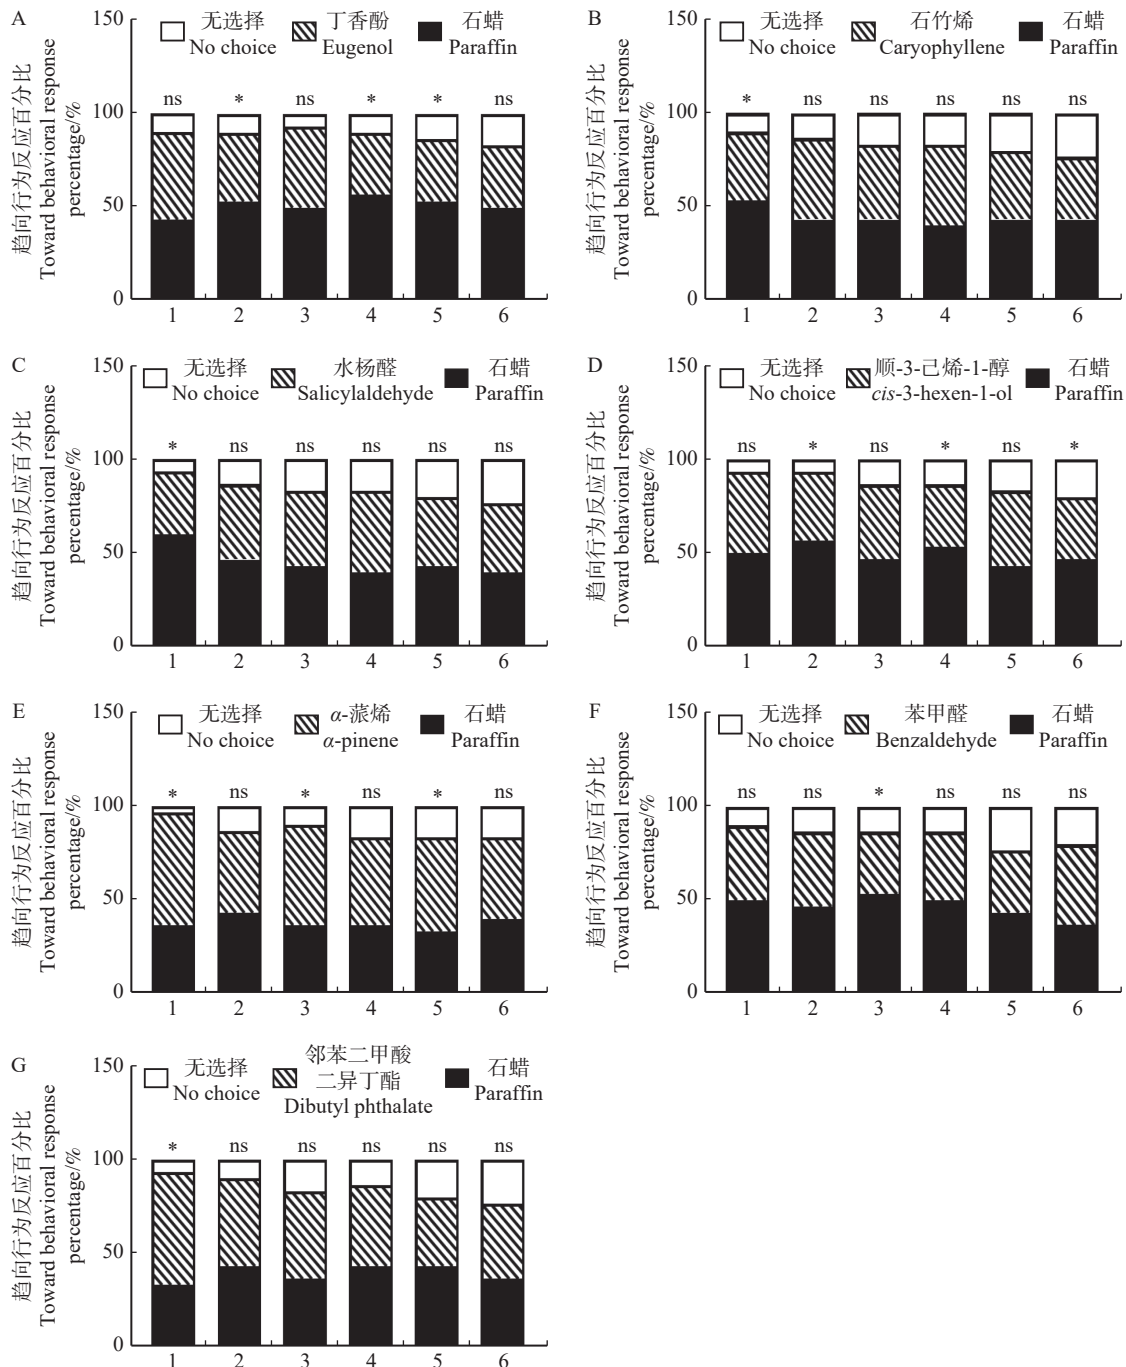 A
150
无选择
No choice
丁香酚
Eugenol
石蜡
Paraffin
趋向行为反应百分比
Toward behavioral response
percentage/%
ns * ns * * ns
100
50
0
1 2 3 4 5 6
B
150
无选择
No choice
石竹烯
Caryophyllene
石蜡
Paraffin
趋向行为反应百分比
Toward behavioral response
percentage/%
* ns ns ns ns ns
100
50
0
1 2 3 4 5 6
C
150
无选择
No choice
水杨醛
Salicylaldehyde
石蜡
Paraffin
趋向行为反应百分比
Toward behavioral response
percentage/%
* ns ns ns ns ns
100
50
0
1 2 3 4 5 6
D
150
无选择
No choice
顺-3-己烯-1-醇
cis-3-hexen-1-ol
石蜡
Paraffin
趋向行为反应百分比
Toward behavioral response
percentage/%
ns * ns * ns *
100
50
0
1 2 3 4 5 6
E
150
无选择
No choice
α-蒎烯
α-pinene
石蜡
Paraffin
趋向行为反应百分比
Toward behavioral response
percentage/%
* ns * ns * ns
100
50
0
1 2 3 4 5 6
F
150
无选择
No choice
苯甲醛
Benzaldehyde
石蜡
Paraffin
趋向行为反应百分比
Toward behavioral response
percentage/%
ns ns * ns ns ns
100
50
0
1 2 3 4 5 6
G
150
无选择
No choice
邻苯二甲酸
二异丁酯
Dibutyl phthalate
石蜡
Paraffin
趋向行为反应百分比
Toward behavioral response
percentage/%
* ns ns ns ns ns
100
50
0
1 2 3 4 5 6